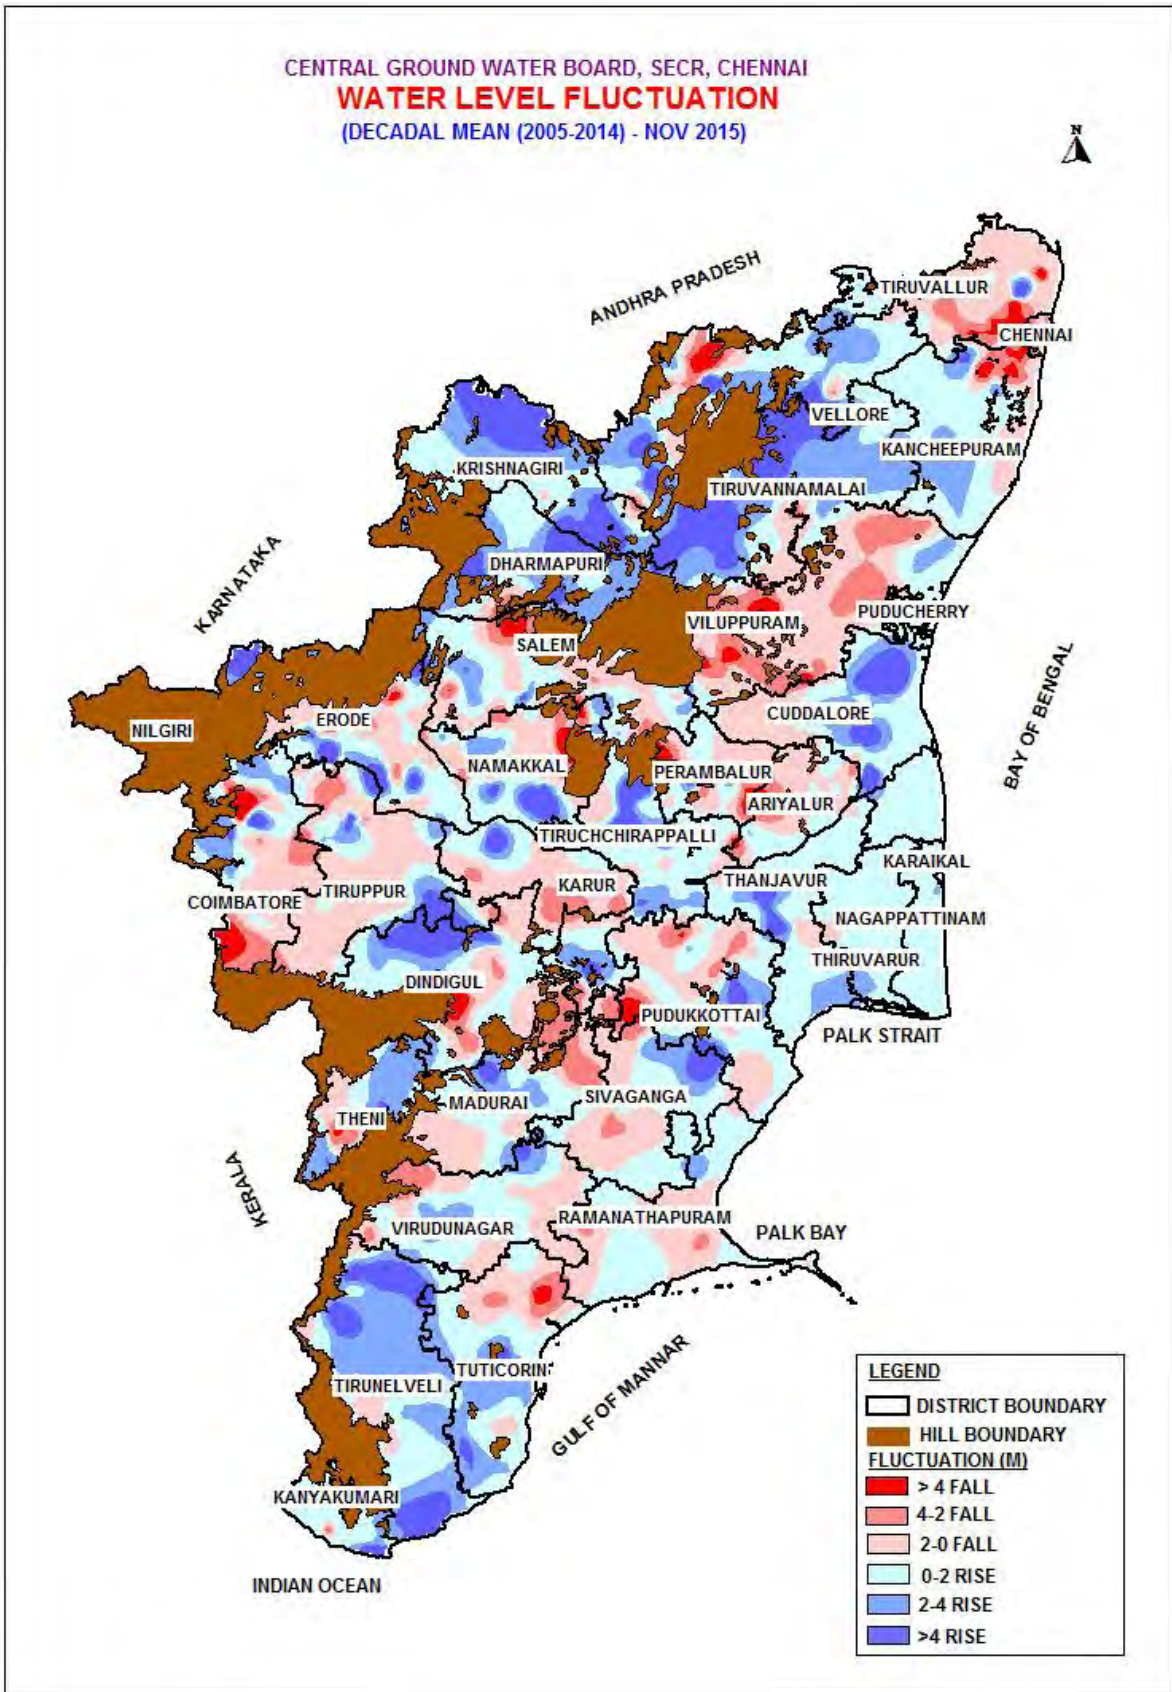 CENTRAL GROUND WATER BOARD, SECR, CHENNAI
WATER LEVEL FLUCTUATION
(DECADAL MEAN (2005-2014) - NOV 2015)
N
ANDHRA PRADESH
TIRUVALLUR
CHENNAI
VELLORE
KANCHEEPURAM
KRISHNAGIRI
TIRUVANNAMALAI
KARNATAKA
DHARMAPURI
PUDUCHERRY
VILUPPURAM
SALEM
BAY OF BENGAL
CUDDALORE
ERODE
NILGIRI
NAMAKKAL
PERAMBALUR
ARIYALUR
TIRUCHCHIRAPPALLI
KARAIKAL
THANJAVUR
KARUR
TIRUPPUR
COIMBATORE
NAGAPPATTINAM
THIRUVARUR
DINDIGUL
PUDUKKOTTAI
PALK STRAIT
SIVAGANGA
MADURAI
THENI
KERALA
RAMANATHAPURAM
VIRUDUNAGAR
PALK BAY
TUTICORIN
TIRUNELVELI
GULF OF MANNAR
KANYAKUMARI
INDIAN OCEAN
LEGEND
DISTRICT BOUNDARY
HILL BOUNDARY
FLUCTUATION (M)
> 4 FALL
4-2 FALL
2-0 FALL
0-2 RISE
2-4 RISE
>4 RISE